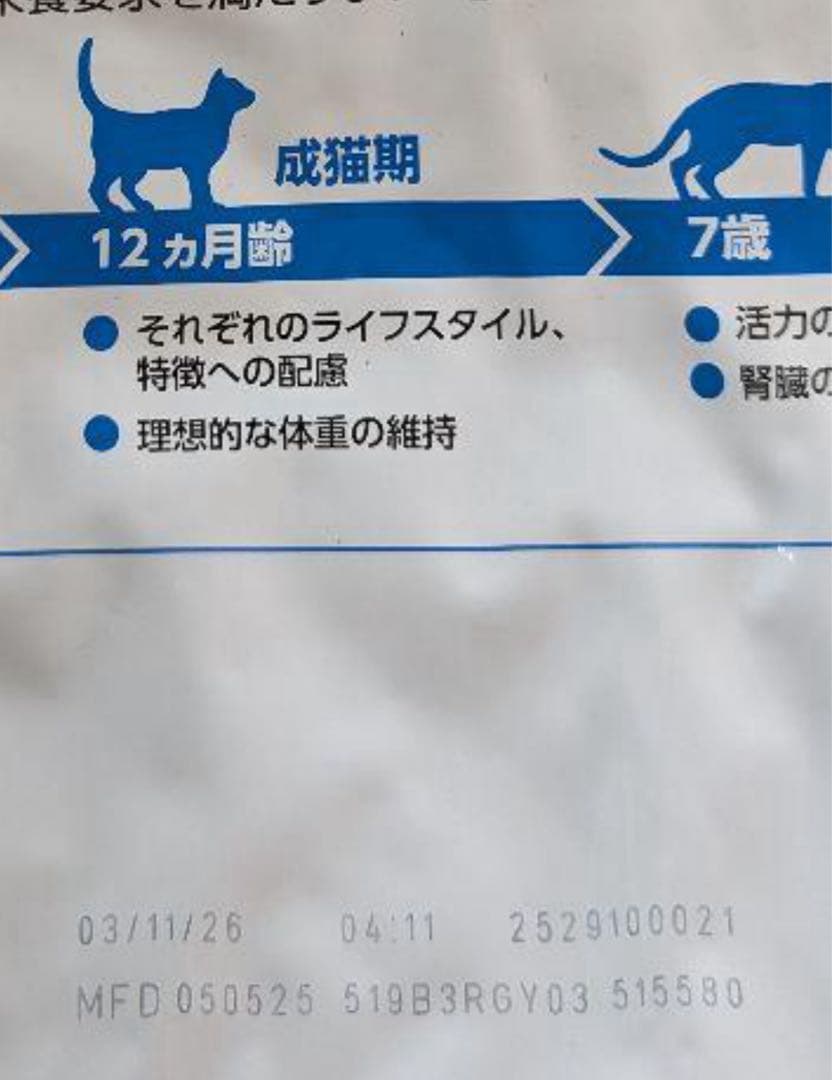 成猫期
12ヵ月齢
7歳
● それぞれのライフスタイル、
特徴への配慮
● 理想的な体重の維持
● 活力の
● 腎臓の
03/11/26 04:11 2529100021
MFD 050525 519B3RGY03 515580